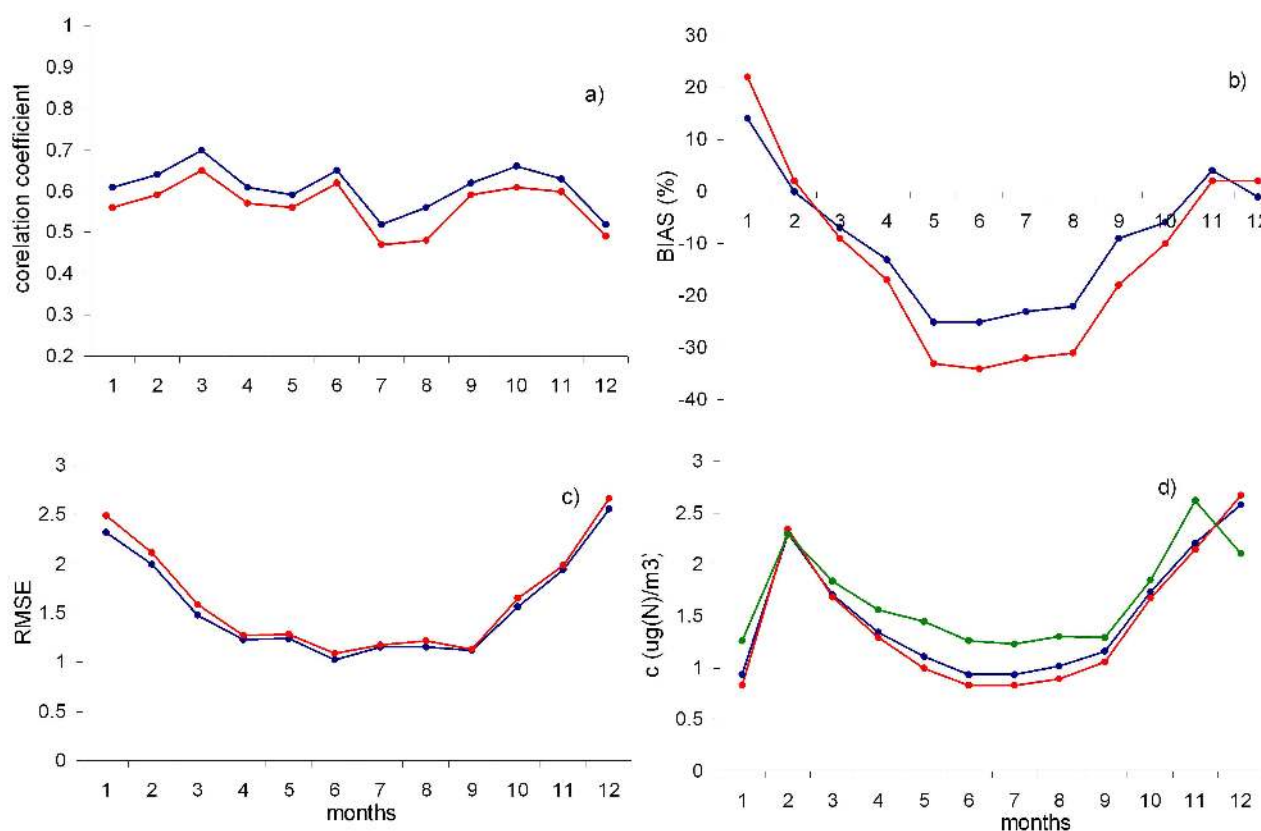 a)
corelation coefficient
1
0.9
0.8
0.7
0.6
0.5
0.4
0.3
0.2
1 2 3 4 5 6 7 8 9 10 11 12
b)
BIAS (%)
30
20
10
0
-10
-20
-30
-40
1 2 3 4 5 6 7 8 9 10 11 12
c)
RMSE
3
2.5
2
1.5
1
0.5
0
1 2 3 4 5 6 7 8 9 10 11 12
months
d)
c (ug(N)/m3)
3
2.5
2
1.5
1
0.5
0
1 2 3 4 5 6 7 8 9 10 11 12
months